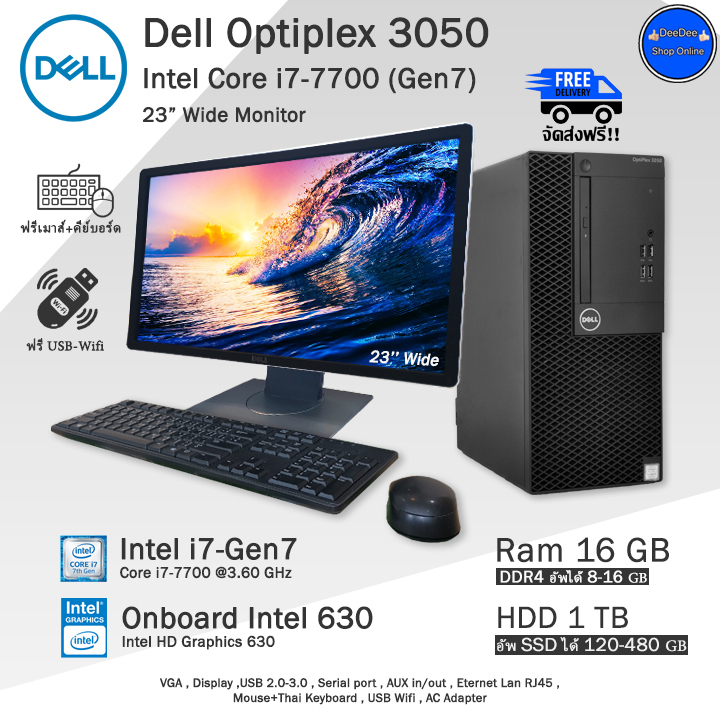 DELL
Dell Optiplex 3050
Intel Core i7-7700 (Gen7)
23” Wide Monitor
DeeDee
Shop Online
FREE
DELIVERY
จัดส่งฟรี!!
ฟรีเมาส์+คีย์บอร์ด
Wi-Fi
ฟรี USB-Wifi
OptiPlex 3050
DELL
DELL
23’’ Wide
intel
CORE i7
7th Gen
Intel i7-Gen7
Core i7-7700 @3.60 GHz
Ram 16 GB
DDR4 อัพได้ 8-16 GB
Intel
GRAPHICS
intel
Onboard Intel 630
Intel HD Graphics 630
HDD 1 TB
อัพ SSD ได้ 120-480 GB
VGA , Display ,USB 2.0-3.0 , Serial port , AUX in/out , Eternet Lan RJ45 ,
Mouse+Thai Keyboard , USB Wifi , AC Adapter